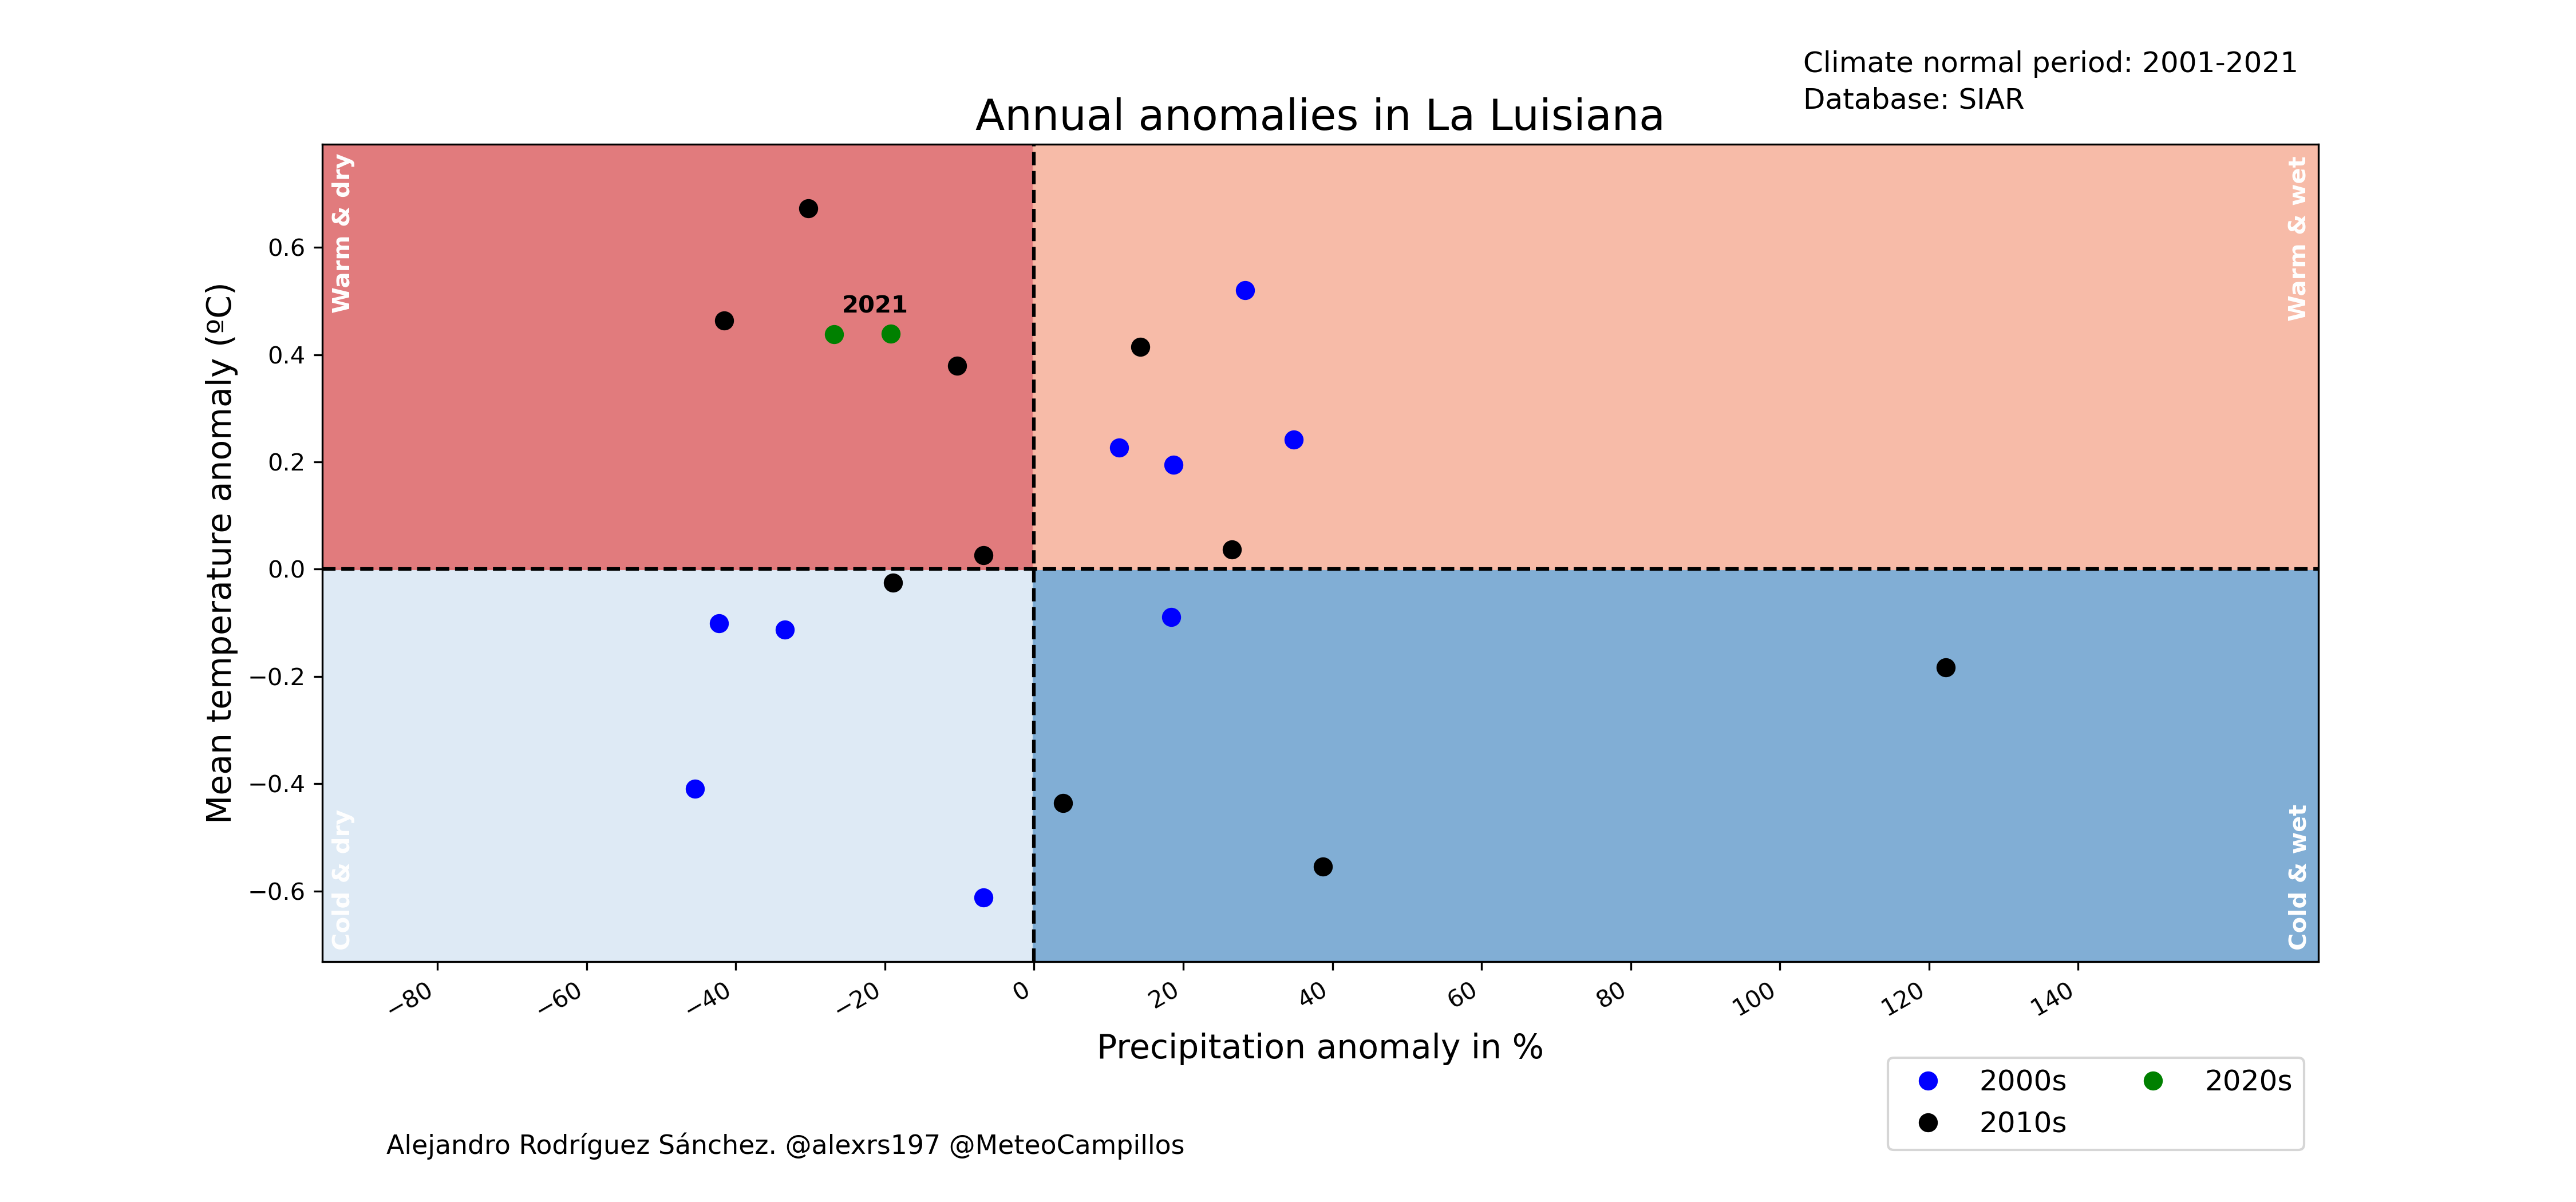 Climate normal period: 2001-2021
Database: SIAR
Annual anomalies in La Luisiana
Warm & dry
Warm & wet
Cold & dry
Cold & wet
2021
Mean temperature anomaly (ºC)
0.6
0.4
0.2
0.0
−0.2
−0.4
−0.6
−80
−60
−40
−20
0
20
40
60
80
100
120
140
Precipitation anomaly in %
2000s
2010s
2020s
Alejandro Rodríguez Sánchez. @alexrs197 @MeteoCampillos